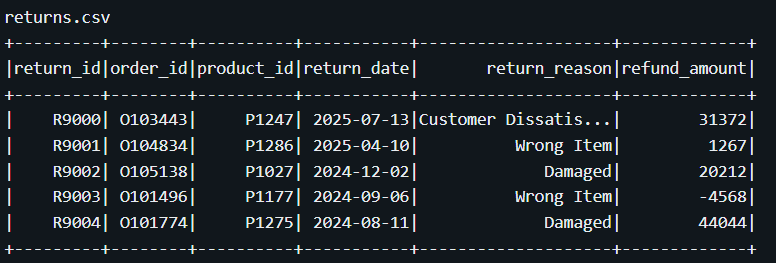 returns.csv
+---------+--------+----------+-----------+--------------------+-------------+
|return_id|order_id|product_id|return_date|       return_reason|refund_amount|
+---------+--------+----------+-----------+--------------------+-------------+
|    R9000| O103443|     P1247| 2025-07-13|Customer Dissatis...|        31372|
|    R9001| O104834|     P1286| 2025-04-10|          Wrong Item|         1267|
|    R9002| O105138|     P1027| 2024-12-02|             Damaged|        20212|
|    R9003| O101496|     P1177| 2024-09-06|          Wrong Item|        -4568|
|    R9004| O101774|     P1275| 2024-08-11|             Damaged|        44044|
+---------+--------+----------+-----------+--------------------+-------------+